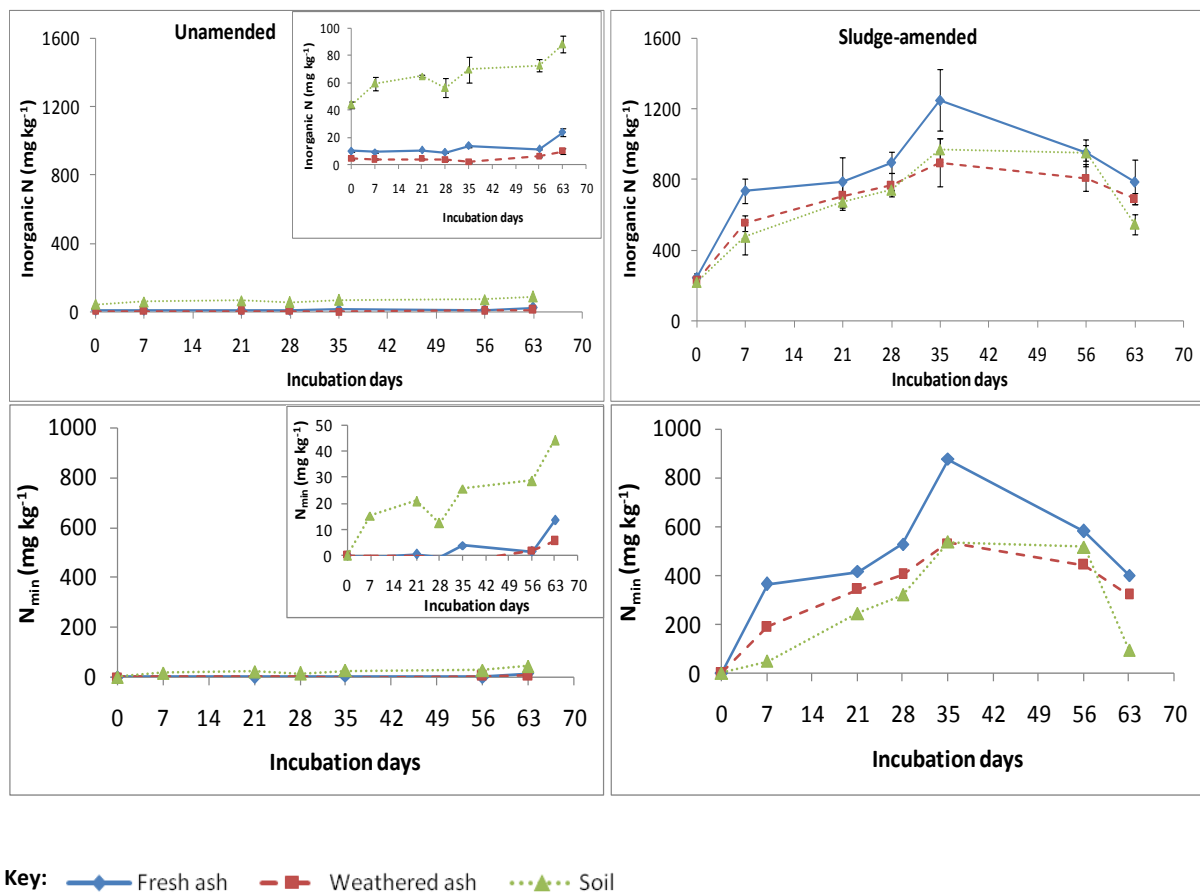 Unamended
Inorganic N (mg kg⁻¹)
1600
1200
800
400
0
0 7 14 21 28 35 42 49 56 63 70
Incubation days
Inorganic N (mg kg⁻¹)
100
80
60
40
20
0
0 7 14 21 28 35 42 49 56 63 70
Incubation days
Sludge-amended
Inorganic N (mg kg⁻¹)
1600
1200
800
400
0
0 7 14 21 28 35 42 49 56 63 70
Incubation days
N_min (mg kg⁻¹)
1000
800
600
400
200
0
0 7 14 21 28 35 42 49 56 63 70
Incubation days
N_min (mg kg⁻¹)
50
40
30
20
10
0
0 7 14 21 28 35 42 49 56 63 70
Incubation days
N_min (mg kg⁻¹)
1000
800
600
400
200
0
0 7 14 21 28 35 42 49 56 63 70
Incubation days
Key: Fresh ash Weathered ash Soil